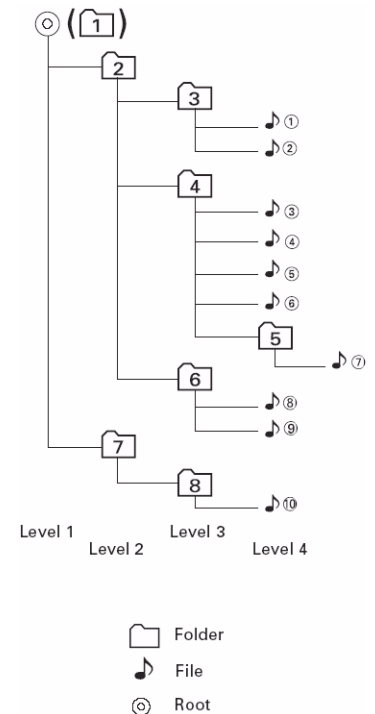 (1)
2
3
①
②
4
③
④
⑤
⑥
5
⑦
6
⑧
⑨
7
8
⑩
Level 1
Level 2
Level 3
Level 4
Folder
File
Root